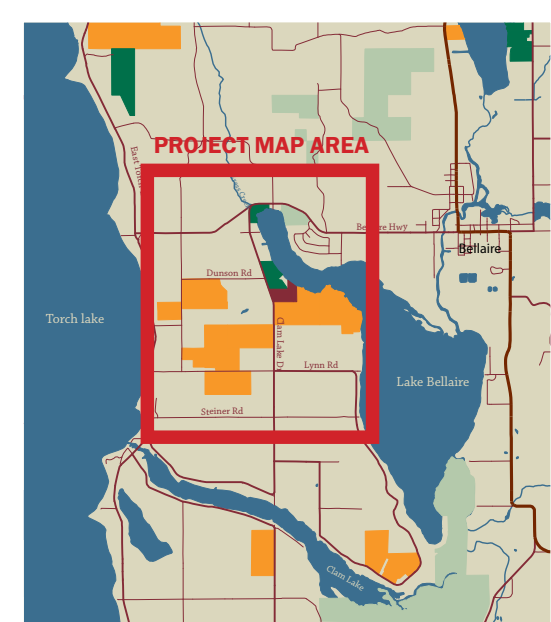 PROJECT MAP AREA
East Tor
Bellaire Hwy
Bellaire
Dunson Rd
Torch lake
Clam Lake Dr
Lynn Rd
Lake Bellaire
Steiner Rd
Clam Lake